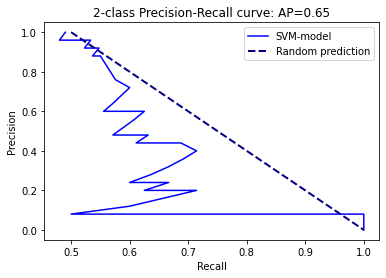 2-class Precision-Recall curve: AP=0.65
SVM-model
Random prediction
Precision
1.0
0.8
0.6
0.4
0.2
0.0
0.5 0.6 0.7 0.8 0.9 1.0
Recall